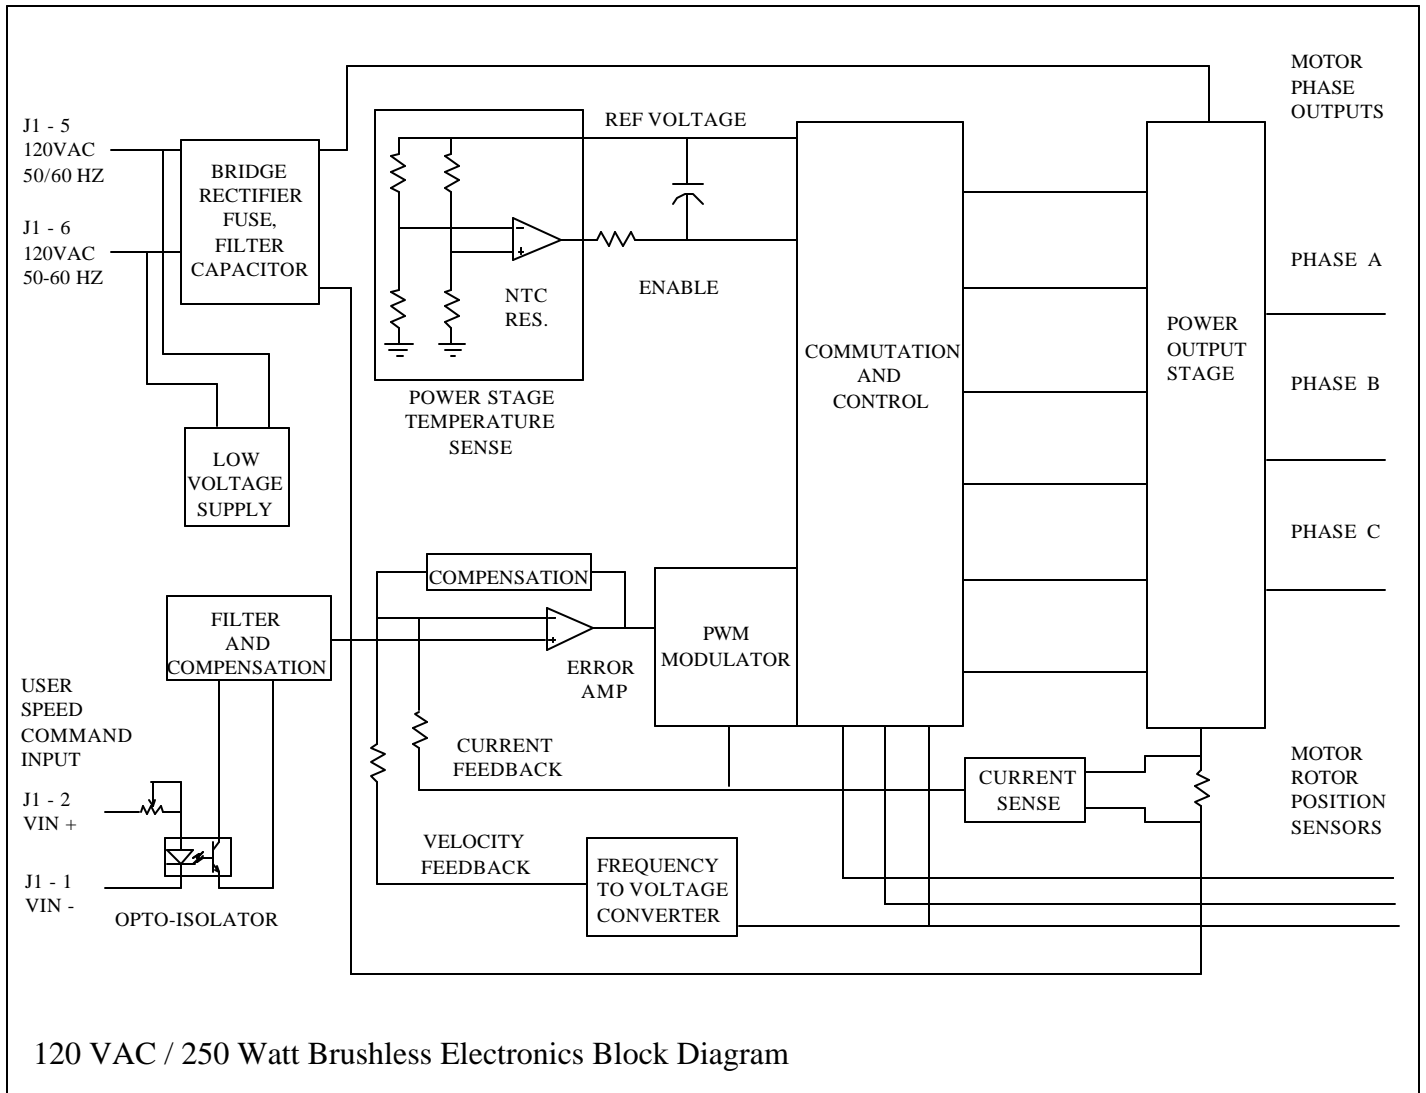 MOTOR
PHASE
OUTPUTS
J1 - 5
120VAC
50/60 HZ
J1 - 6
120VAC
50-60 HZ
BRIDGE
RECTIFIER
FUSE,
FILTER
CAPACITOR
REF VOLTAGE
ENABLE
NTC
RES.
POWER STAGE
TEMPERATURE
SENSE
COMMUTATION
AND
CONTROL
POWER
OUTPUT
STAGE
PHASE A
PHASE B
PHASE C
LOW
VOLTAGE
SUPPLY
COMPENSATION
FILTER
AND
COMPENSATION
-
+
-
+
ERROR
AMP
PWM
MODULATOR
USER
SPEED
COMMAND
INPUT
J1 - 2
VIN +
J1 - 1
VIN -
OPTO-ISOLATOR
CURRENT
FEEDBACK
VELOCITY
FEEDBACK
FREQUENCY
TO VOLTAGE
CONVERTER
CURRENT
SENSE
MOTOR
ROTOR
POSITION
SENSORS
120 VAC / 250 Watt Brushless Electronics Block Diagram